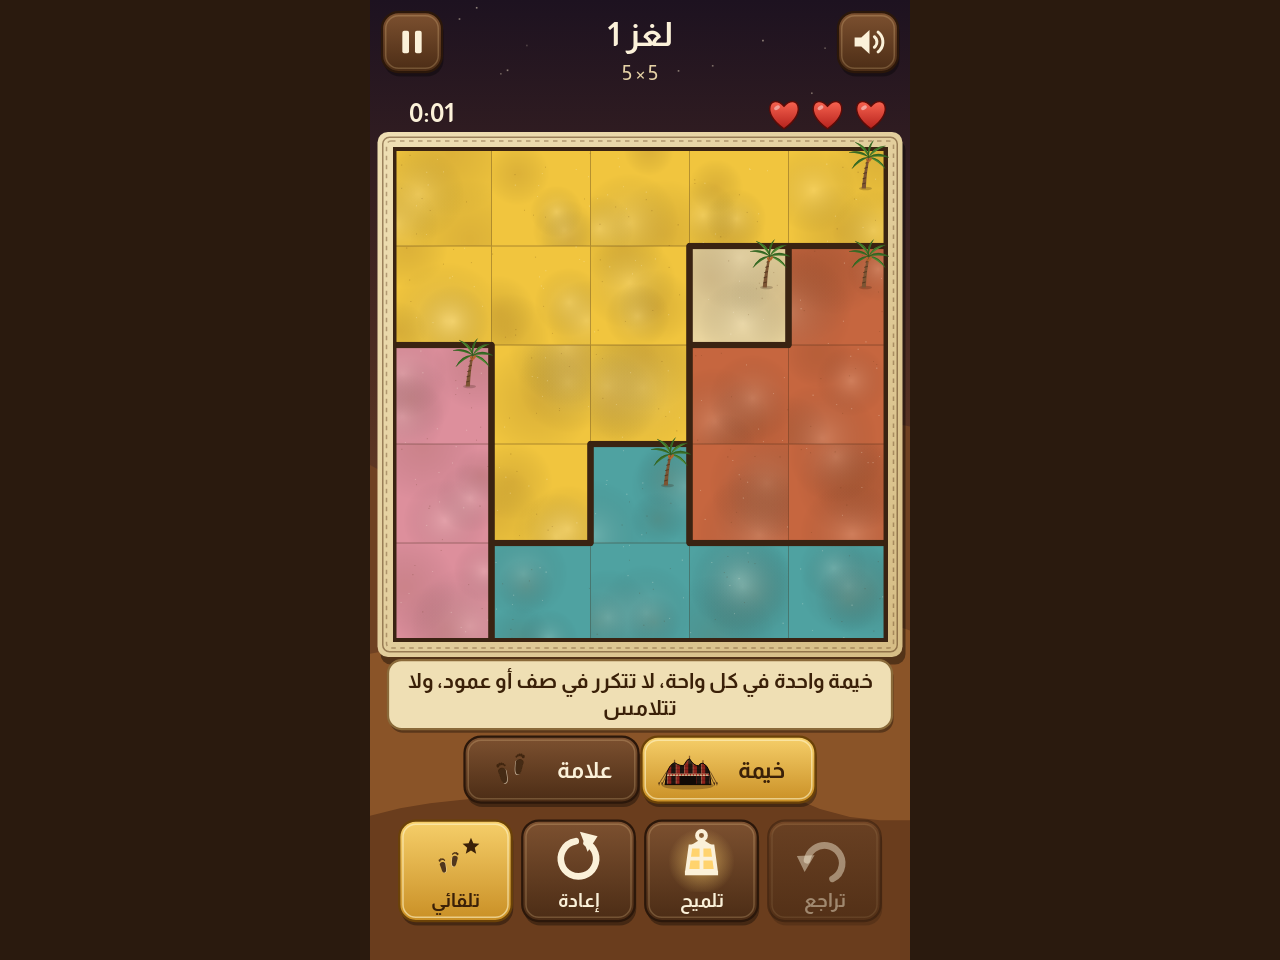 لغز 1
5×5
0:01
خيمة واحدة في كل واحة، لا تتكرر في صف أو عمود، ولا
تتلامس
خيمة
علامة
تراجع
تلميح
إعادة
تلقائي